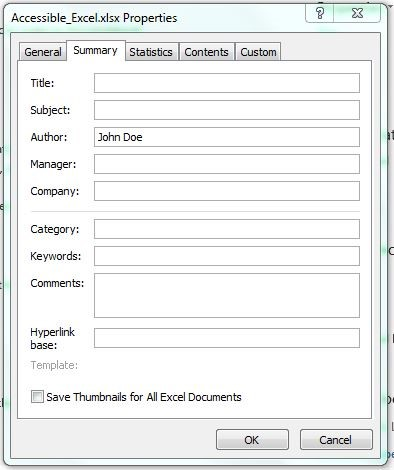 Accessible_Excel.xlsx Properties
General Summary Statistics Contents Custom
Title:
Subject:
Author: John Doe
Manager:
Company:
Category:
Keywords:
Comments:
Hyperlink
base:
Template:
Save Thumbnails for All Excel Documents
OK Cancel